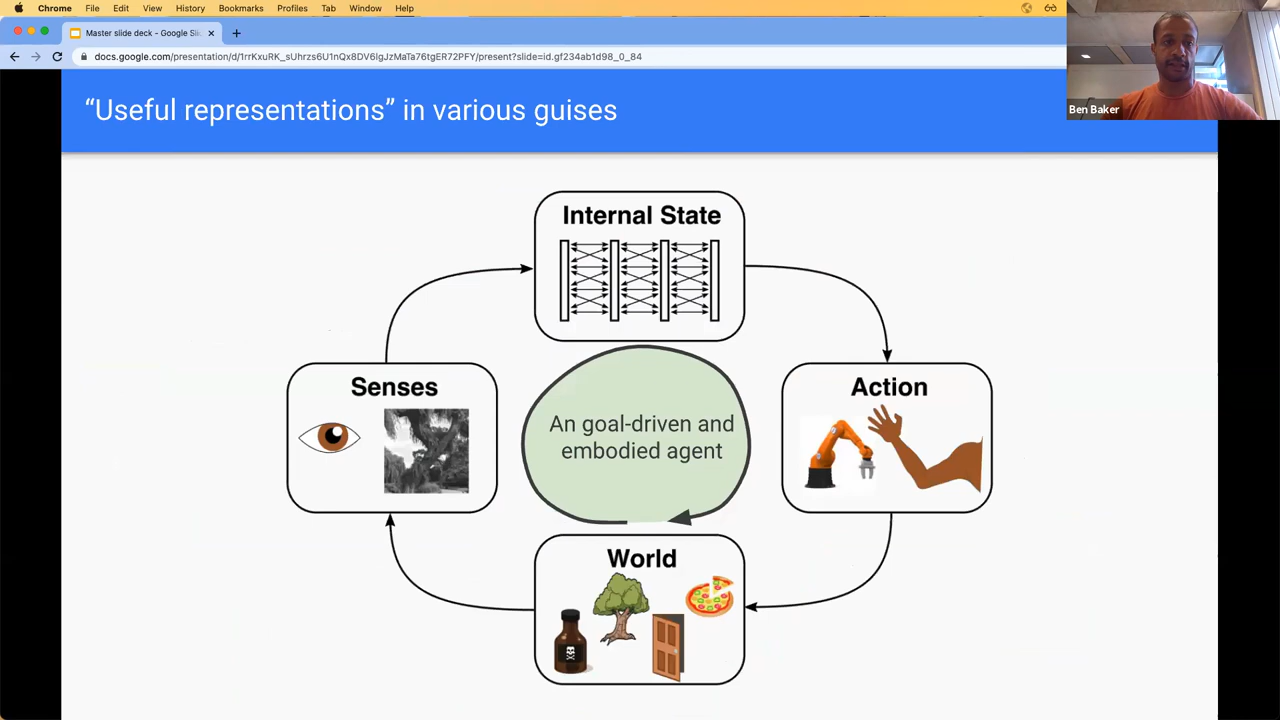 Chrome File Edit View History Bookmarks Profiles Tab Window Help
Master slide deck - Google Sli
docs.google.com/presentation/d/1rrKxuRK_sUhrzs6U1nQx8DV6lgJzMaTa76tgER72PFY/present?slide=id.gf234ab1d98_0_84
Ben Baker
“Useful representations” in various guises
Internal State
Senses
Action
An goal-driven and
embodied agent
World